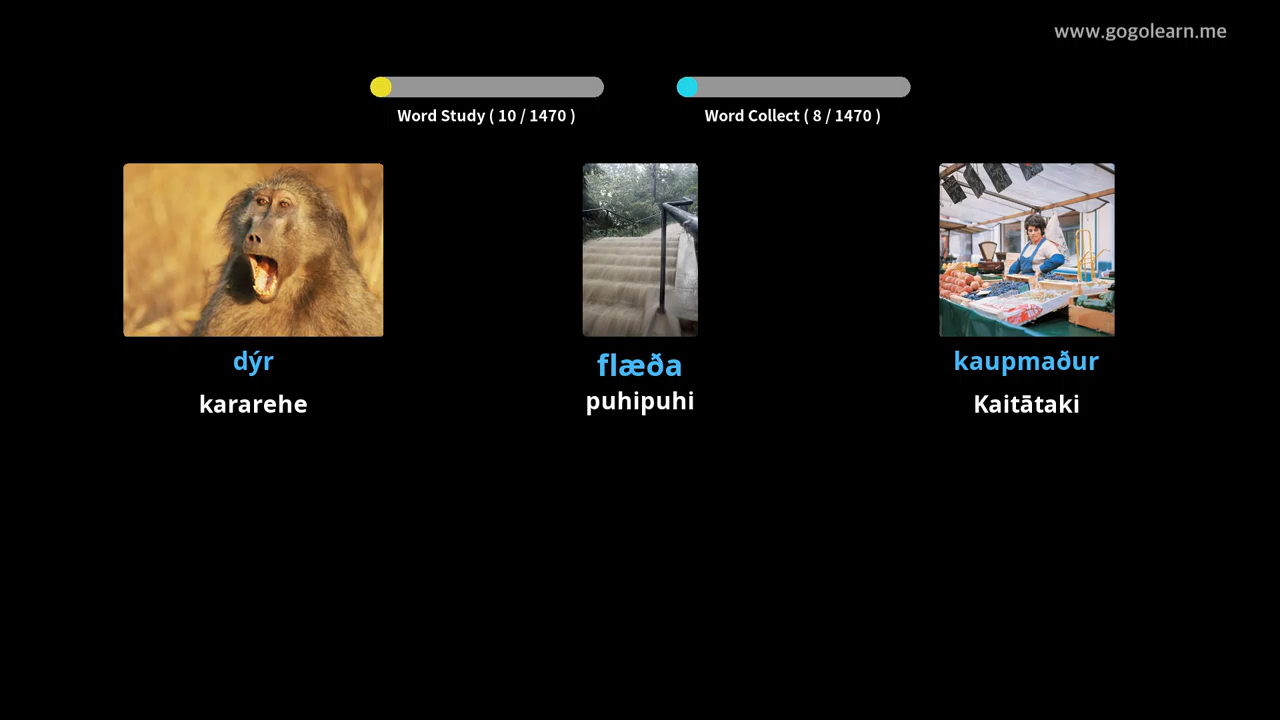 www.gogolearn.me
Word Study ( 10 / 1470 )
Word Collect ( 8 / 1470 )
dýr
flæða
kaupmaður
kararehe
puhipuhi
Kaitātaki